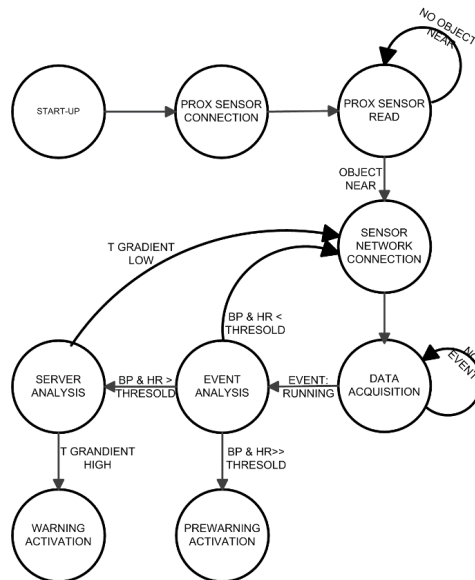 NO OBJECT
NEAR
START-UP
PROX SENSOR
CONNECTION
PROX SENSOR
READ
OBJECT
NEAR
SENSOR
NETWORK
CONNECTION
T GRADIENT
LOW
BP & HR <
THRESOLD
NO
EVENT
SERVER
ANALYSIS
BP & HR >
THRESOLD
EVENT
ANALYSIS
EVENT:
RUNNING
DATA
ACQUISITION
T GRANDIENT
HIGH
BP & HR>>
THRESOLD
WARNING
ACTIVATION
PREWARNING
ACTIVATION